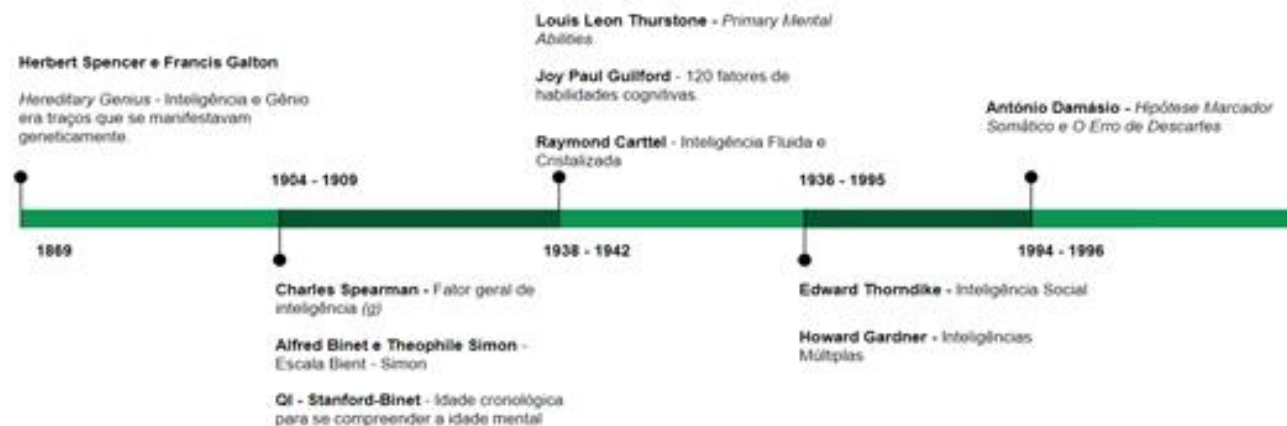 Herbert Spencer e Francis Galton
Hereditary Genius - Inteligência e Gênio
era traços que se manifestavam
geneticamente.
1869
1904 - 1909
Charles Spearman - Fator geral de
inteligência (g)
Alfred Binet e Theophile Simon -
Escala Bient - Simon
QI - Stanford-Binet - Idade cronológica
para se compreender a idade mental
Louis Leon Thurstone - Primary Mental
Abilities
Joy Paul Guilford - 120 fatores de
habilidades cognitivas.
Raymond Carttel - Inteligência Fluida e
Cristalizada
1938 - 1942
1936 - 1995
Edward Thorndike - Inteligência Social
Howard Gardner - Inteligências
Múltiplas
António Damásio - Hipótese Marcador
Somático e O Erro de Descartes
1994 - 1996